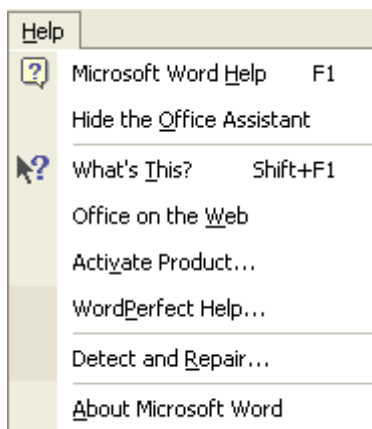 Help
Microsoft Word Help F1
Hide the Office Assistant
What's This? Shift+F1
Office on the Web
Activate Product...
WordPerfect Help...
Detect and Repair...
About Microsoft Word